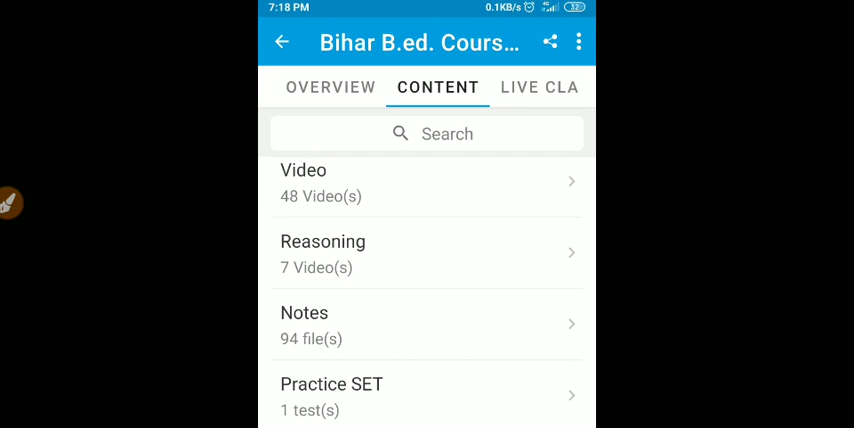 7:18 PM 0.1KB/s 4G 32
Bihar B.ed. Cours...
OVERVIEW CONTENT LIVE CLA
Search
Video
48 Video(s)
Reasoning
7 Video(s)
Notes
94 file(s)
Practice SET
1 test(s)